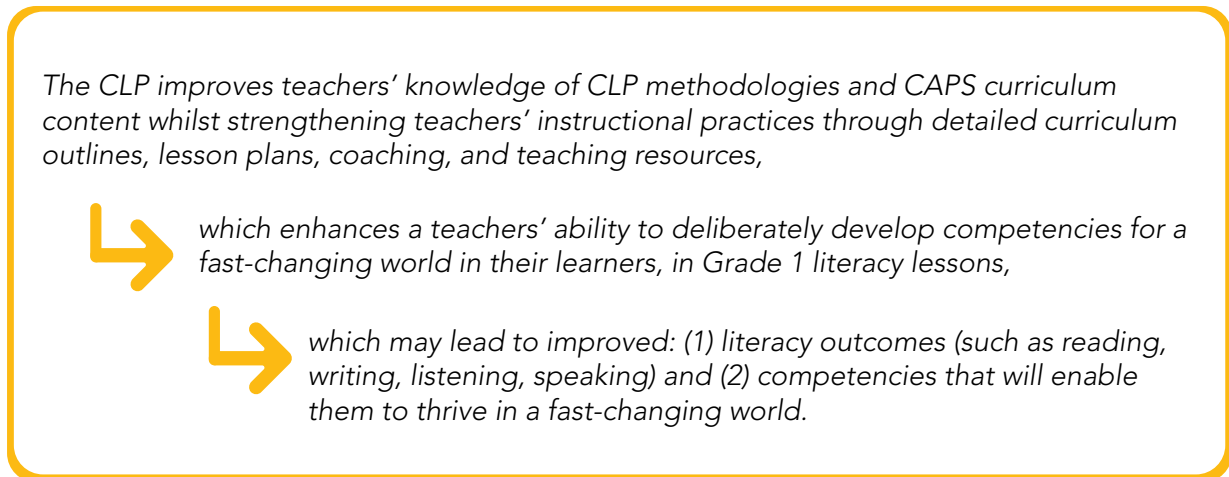 The CLP improves teachers’ knowledge of CLP methodologies and CAPS curriculum
content whilst strengthening teachers’ instructional practices through detailed curriculum
outlines, lesson plans, coaching, and teaching resources,
which enhances a teachers’ ability to deliberately develop competencies for a
fast-changing world in their learners, in Grade 1 literacy lessons,
which may lead to improved: (1) literacy outcomes (such as reading,
writing, listening, speaking) and (2) competencies that will enable
them to thrive in a fast-changing world.